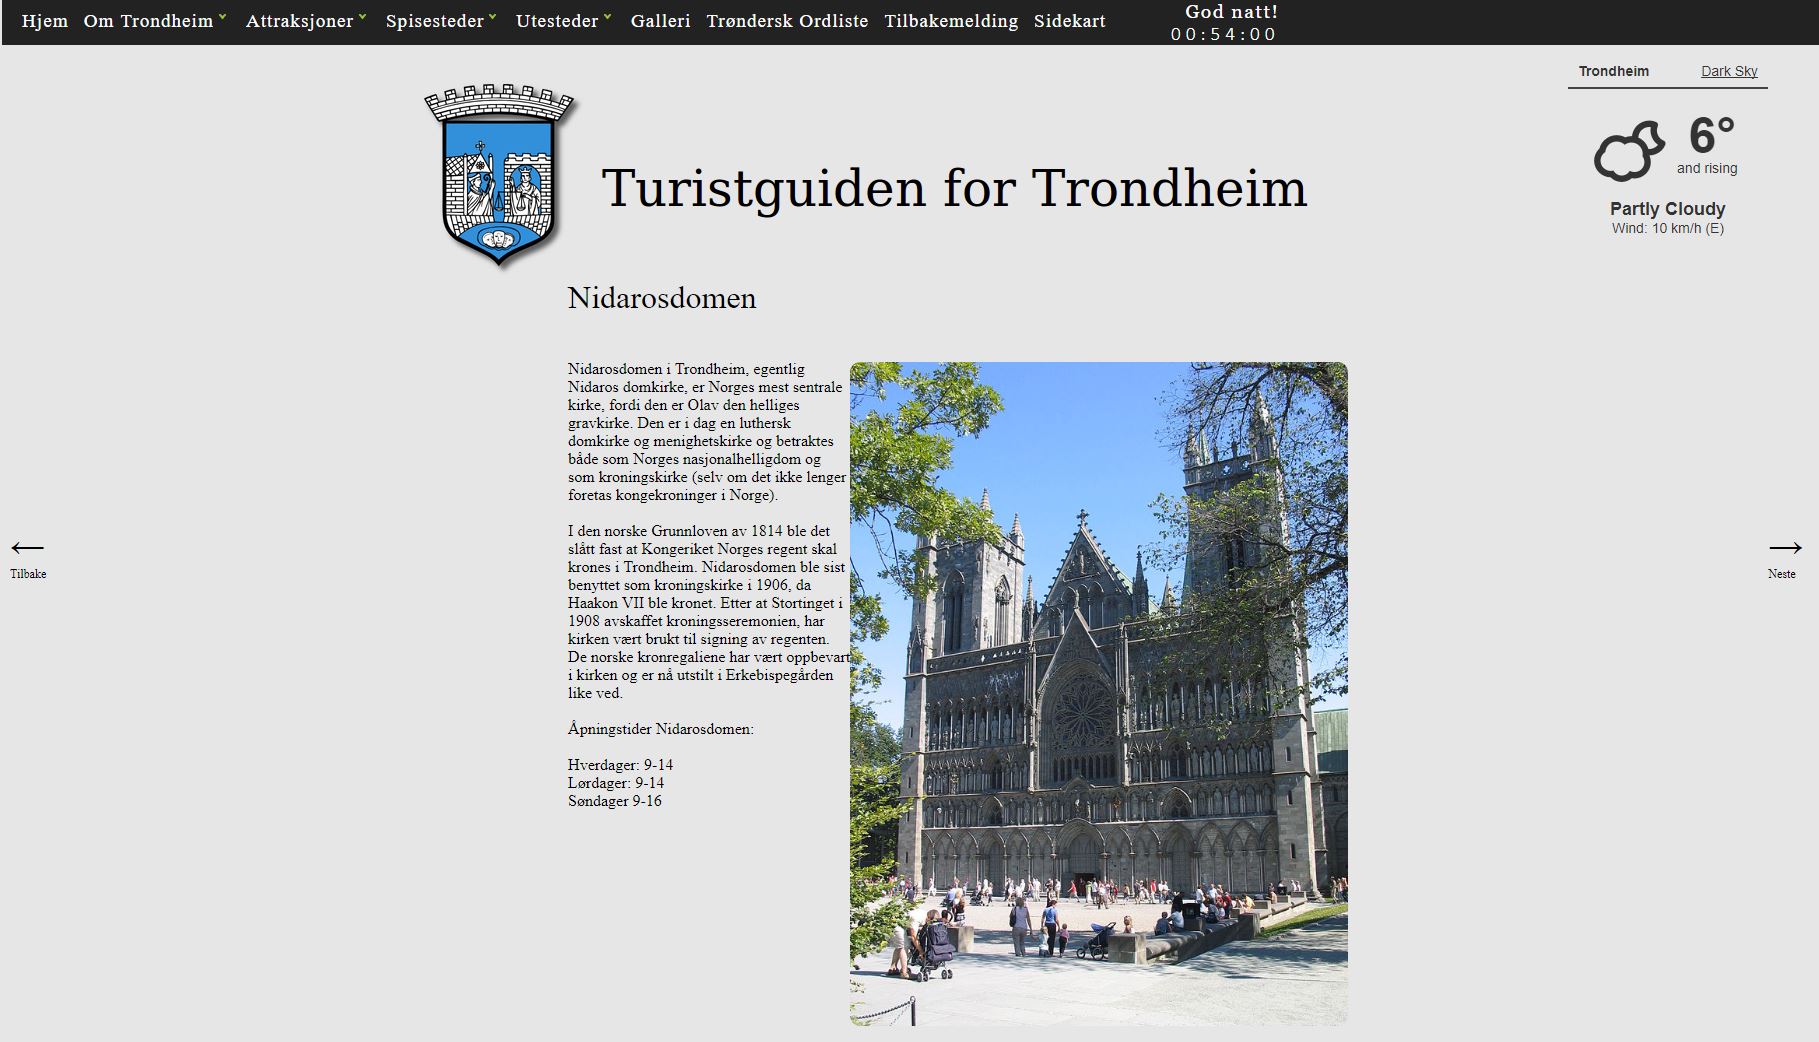 Hjem Om Trondheim Attraksjoner Spisesteder Utesteder Galleri Trøndersk Ordliste Tilbakemelding Sidekart God natt!
00:54:00
Trondheim Dark Sky
6°
and rising
Partly Cloudy
Wind: 10 km/h (E)
Turistguiden for Trondheim
Nidarosdomen
Nidarosdomen i Trondheim, egentlig
Nidaros domkirke, er Norges mest sentrale
kirke, fordi den er Olav den helliges
gravkirke. Den er i dag en luthersk
domkirke og menighetskirke og betraktes
både som Norges nasjonalhelligdom og
som kroningskirke (selv om det ikke lenger
foretas kongekroninger i Norge).
I den norske Grunnloven av 1814 ble det
slått fast at Kongeriket Norges regent skal
krones i Trondheim. Nidarosdomen ble sist
benyttet som kroningskirke i 1906, da
Haakon VII ble kronet. Etter at Stortinget i
1908 avskaffet kroningsseremonien, har
kirken vært brukt til signing av regenten.
De norske kronregaliene har vært oppbevart
i kirken og er nå utstilt i Erkebispegården
like ved.
Åpningstider Nidarosdomen:
Hverdager: 9-14
Lørdager: 9-14
Søndager 9-16
Tilbake
Neste